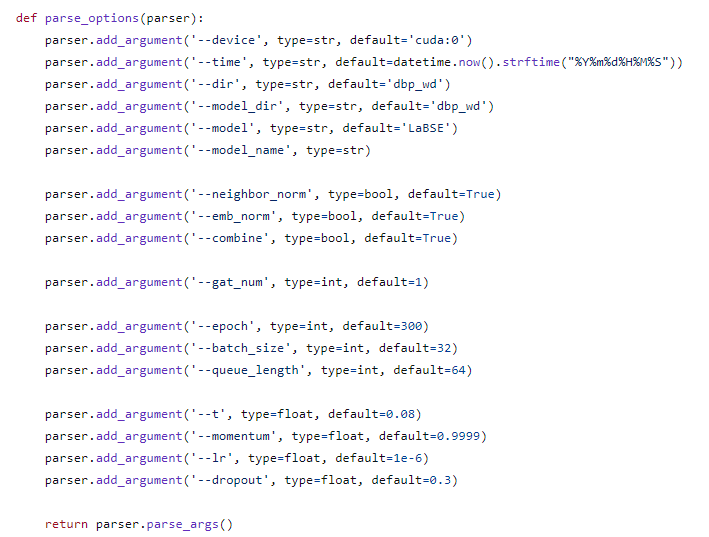 def parse_options(parser):
    parser.add_argument('--device', type=str, default='cuda:0')
    parser.add_argument('--time', type=str, default=datetime.now().strftime("%Y%m%d%H%M%S"))
    parser.add_argument('--dir', type=str, default='dbp_wd')
    parser.add_argument('--model_dir', type=str, default='dbp_wd')
    parser.add_argument('--model', type=str, default='LaBSE')
    parser.add_argument('--model_name', type=str)

    parser.add_argument('--neighbor_norm', type=bool, default=True)
    parser.add_argument('--emb_norm', type=bool, default=True)
    parser.add_argument('--combine', type=bool, default=True)

    parser.add_argument('--gat_num', type=int, default=1)

    parser.add_argument('--epoch', type=int, default=300)
    parser.add_argument('--batch_size', type=int, default=32)
    parser.add_argument('--queue_length', type=int, default=64)

    parser.add_argument('--t', type=float, default=0.08)
    parser.add_argument('--momentum', type=float, default=0.9999)
    parser.add_argument('--lr', type=float, default=1e-6)
    parser.add_argument('--dropout', type=float, default=0.3)

    return parser.parse_args()